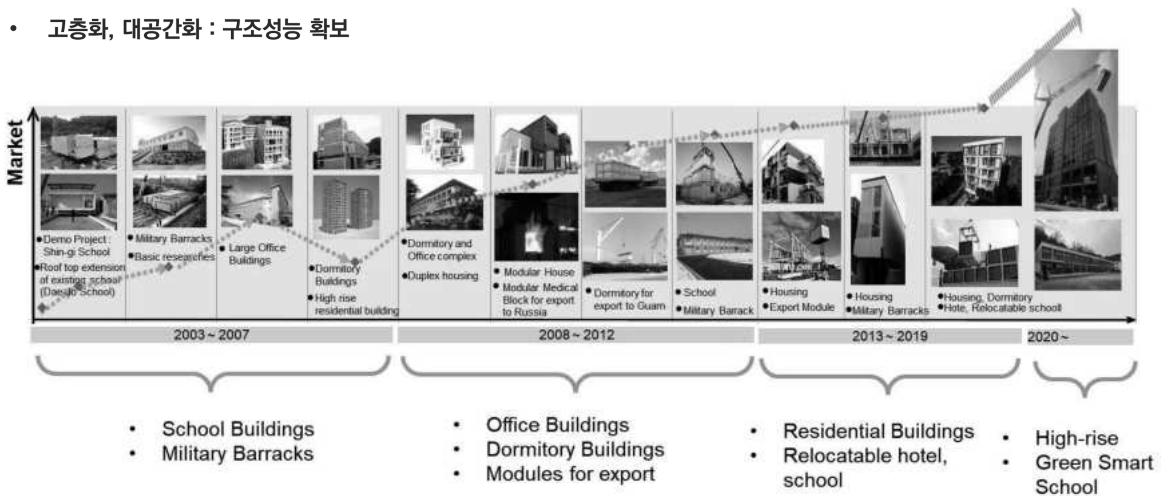 • 고층화, 대공간화 : 구조성능 확보
Market
●Demo Project :
Shin-gi School
●Roof top extension
of existing school
(Dae-Jo School)
● Military Barracks
●Basic researches
● Large Office
Buildings
●Dormitory
Buildings
● High rise
residential building
●Dormitory and
Office complex
●Duplex housing
● Modular House
● Modular Medical
Block for export
to Russia
● Dormitory for
export to Guam
● School
●Military Barrack
●Housing
●Export Module
● Housing
●Military Barracks
●Housing, Dormitory
●Hote, Relocatable schooll
2003 ~ 2007
2008 ~ 2012
2013 ~ 2019
2020 ~
• School Buildings
• Military Barracks
• Office Buildings
• Dormitory Buildings
• Modules for export
• Residential Buildings
• Relocatable hotel,
school
• High-rise
• Green Smart
School